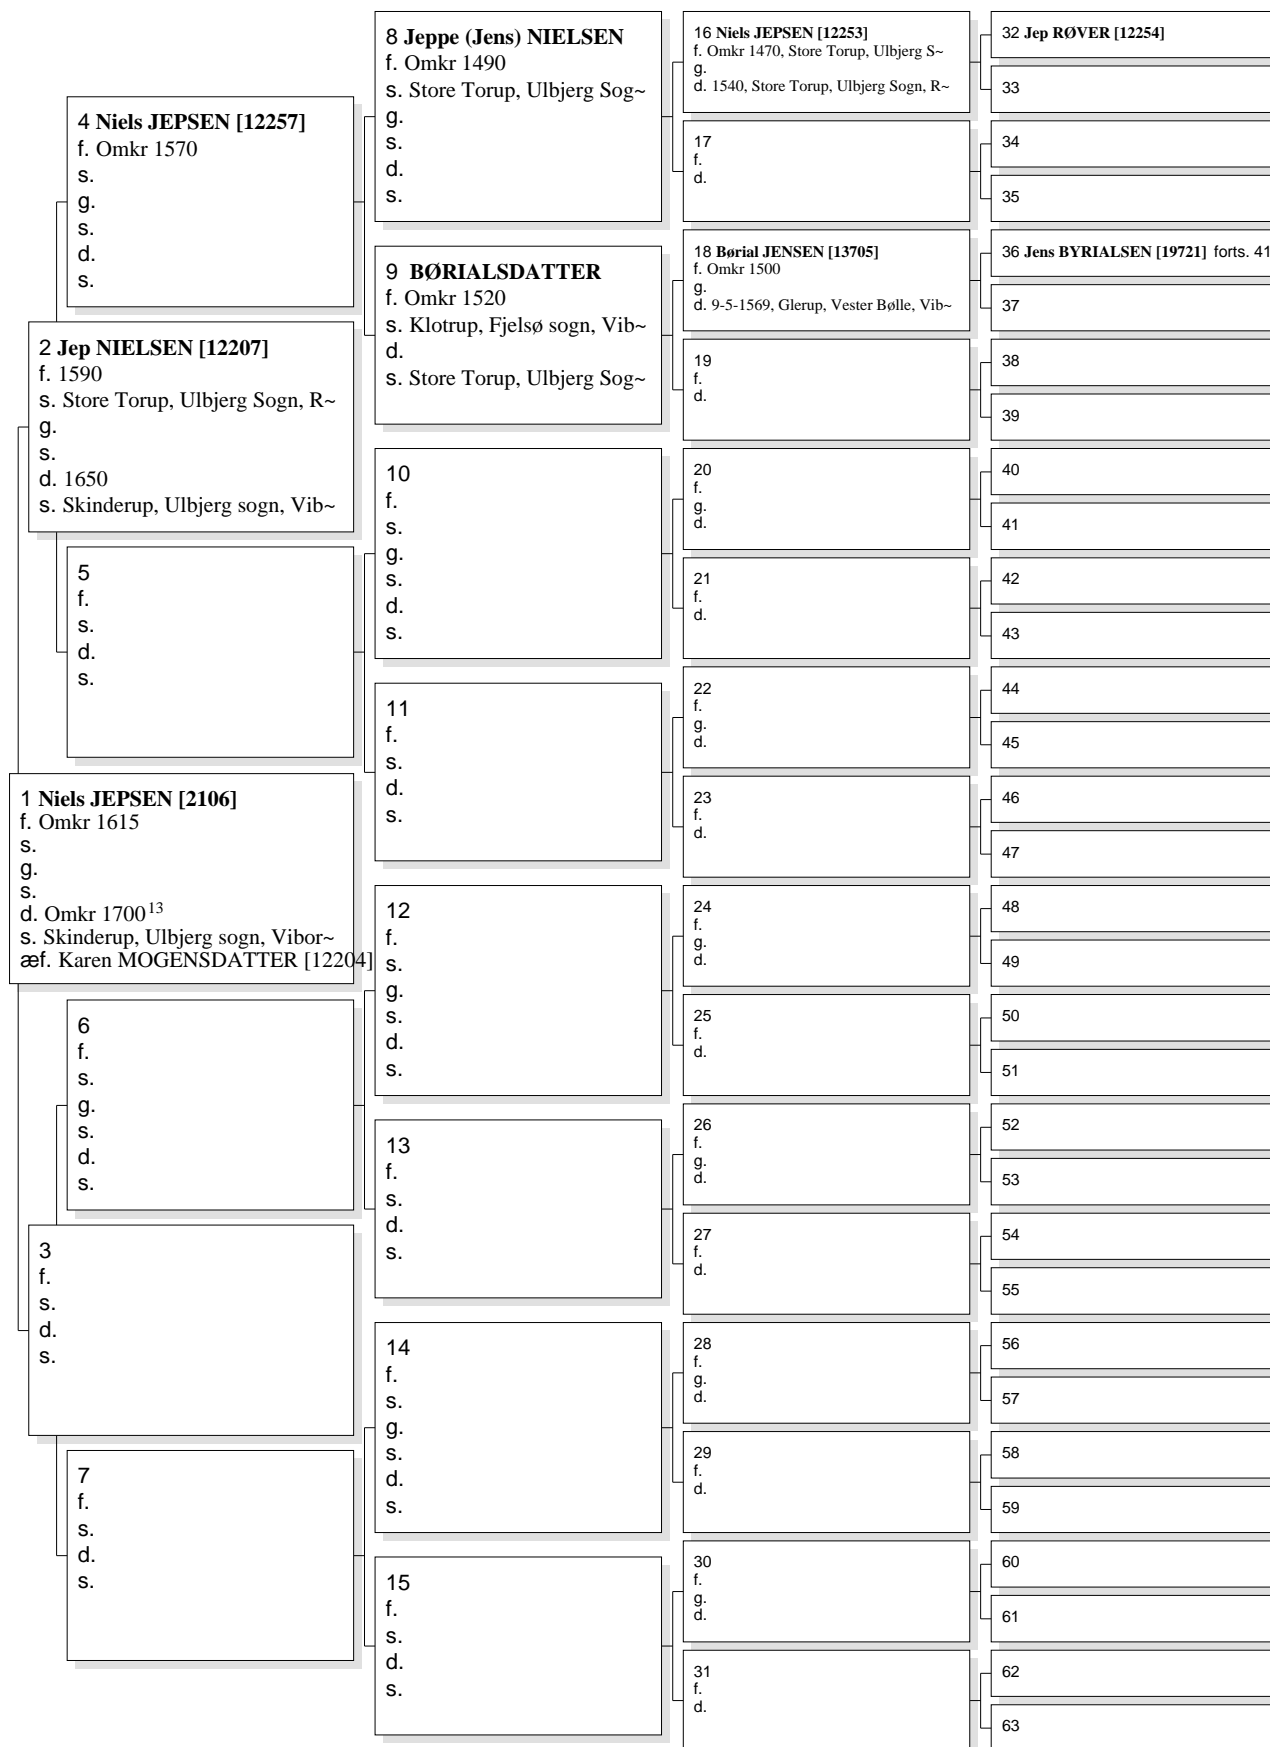 8 Jeppe (Jens) NIELSEN
f. Omkr 1490
s. Store Torup, Ulbjerg Sog~
g.
s.
d.
s.
16 Niels JEPSEN [12253]
f. Omkr 1470, Store Torup, Ulbjerg S~
g.
d. 1540, Store Torup, Ulbjerg Sogn, R~
32 Jep RØVER [12254]
33
4 Niels JEPSEN [12257]
f. Omkr 1570
s.
g.
s.
d.
s.
17
f.
d.
34
35
9 BØRIALSDATTER
f. Omkr 1520
s. Klotrup, Fjelsø sogn, Vib~
d.
s. Store Torup, Ulbjerg Sog~
18 Børial JENSEN [13705]
f. Omkr 1500
g.
d. 9-5-1569, Glerup, Vester Bølle, Vib~
36 Jens BYRIALSEN [19721] forts. 41
37
2 Jep NIELSEN [12207]
f. 1590
s. Store Torup, Ulbjerg Sogn, R~
g.
s.
d. 1650
s. Skinderup, Ulbjerg sogn, Vib~
19
f.
d.
38
39
10
f.
s.
g.
s.
d.
s.
20
f.
g.
d.
40
41
5
f.
s.
d.
s.
21
f.
d.
42
43
11
f.
s.
d.
s.
22
f.
g.
d.
44
45
1 Niels JEPSEN [2106]
f. Omkr 1615
s.
g.
s.
d. Omkr 1700 13
s. Skinderup, Ulbjerg sogn, Vibor~
æf. Karen MOGENSDATTER [12204]
23
f.
d.
46
47
12
f.
s.
g.
s.
d.
s.
24
f.
g.
d.
48
49
6
f.
s.
g.
s.
d.
s.
25
f.
d.
50
51
13
f.
s.
d.
s.
26
f.
g.
d.
52
53
3
f.
s.
d.
s.
27
f.
d.
54
55
14
f.
s.
g.
s.
d.
s.
28
f.
g.
d.
56
57
7
f.
s.
d.
s.
29
f.
d.
58
59
15
f.
s.
d.
s.
30
f.
g.
d.
60
61
31
f.
d.
62
63